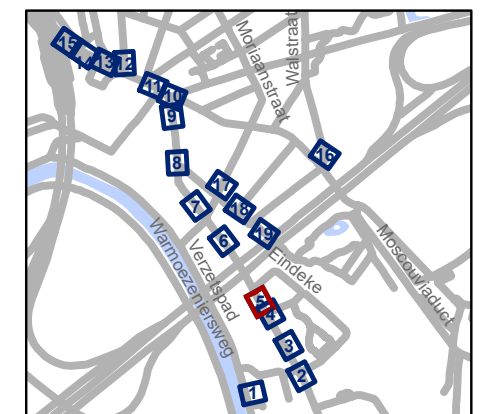 Moriaanstraat
Walstraat
13
12
11
10
9
8
7
6
16
17
18
19
Moscouviaduct
Eindeke
Verzetspad
Warmoezeniersweg
5
4
3
2
1